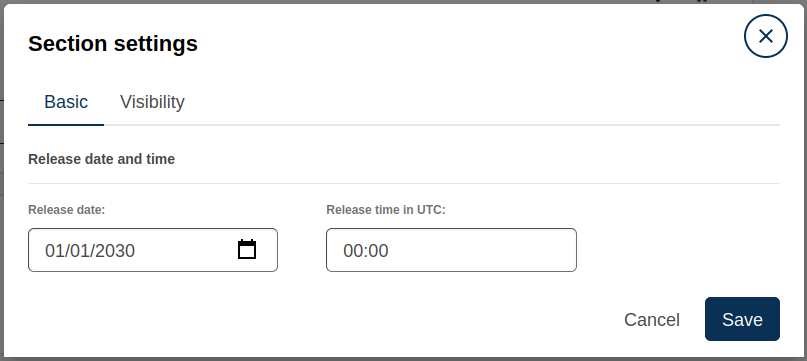 Section settings
Basic Visibility
Release date and time
Release date: Release time in UTC:
01/01/2030 00:00
Cancel Save